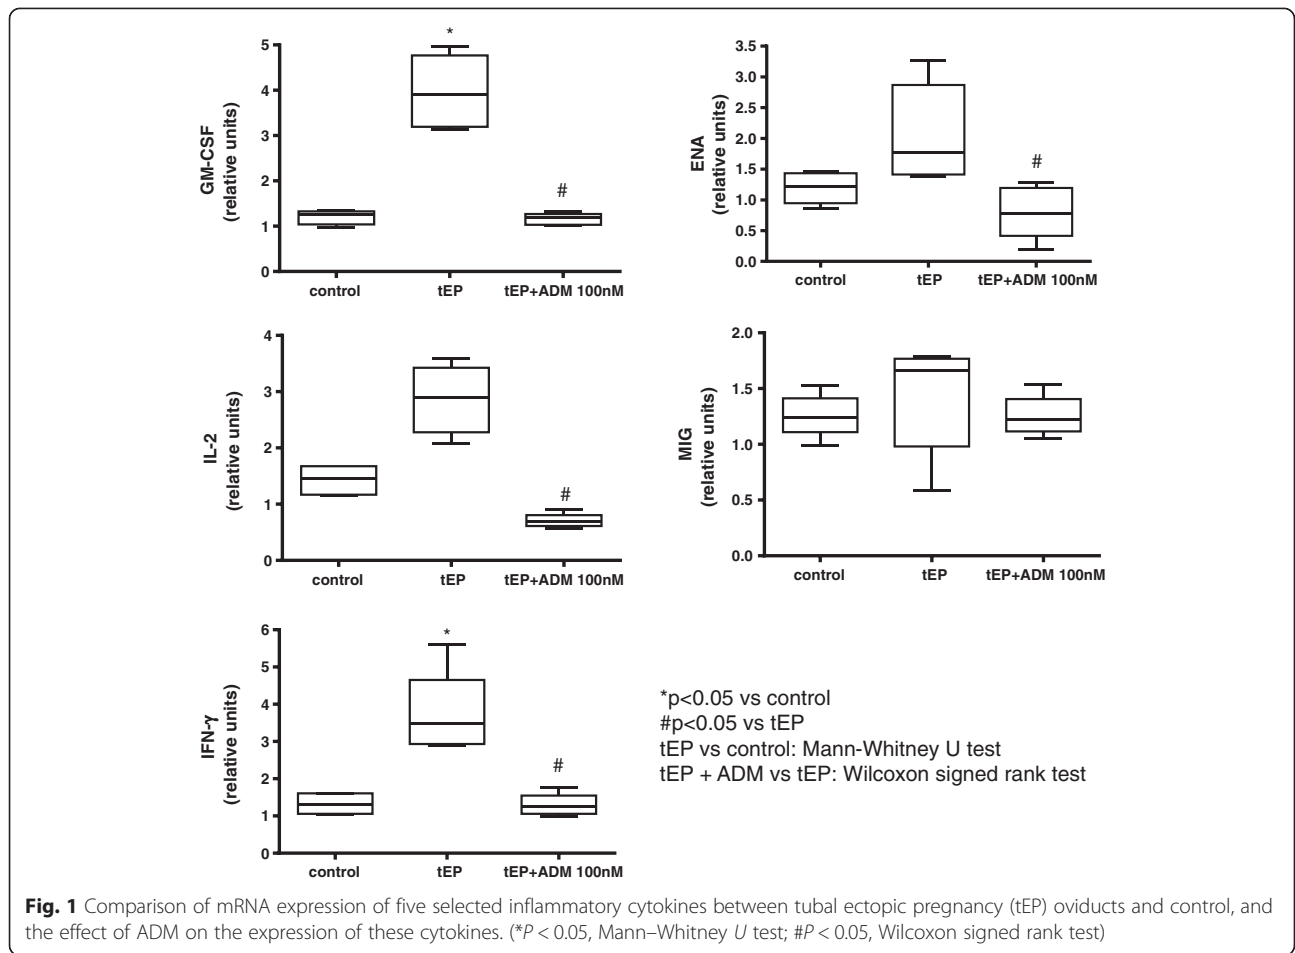 *
5
4
3
2
1
0
GM-CSF
(relative units)
#
control
tEP
tEP+ADM 100nM
3.5
3.0
2.5
2.0
1.5
1.0
0.5
0.0
ENA
(relative units)
#
control
tEP
tEP+ADM 100nM
4
3
2
1
0
IL-2
(relative units)
#
control
tEP
tEP+ADM 100nM
2.0
1.5
1.0
0.5
0.0
MIG
(relative units)
control
tEP
tEP+ADM 100nM
6
5
4
3
2
1
0
IFN-γ
(relative units)
*
#
control
tEP
tEP+ADM 100nM
*p<0.05 vs control
#p<0.05 vs tEP
tEP vs control: Mann-Whitney U test
tEP + ADM vs tEP: Wilcoxon signed rank test
Fig. 1 Comparison of mRNA expression of five selected inflammatory cytokines between tubal ectopic pregnancy (tEP) oviducts and control, and
the effect of ADM on the expression of these cytokines. (*P < 0.05, Mann–Whitney U test; #P < 0.05, Wilcoxon signed rank test)